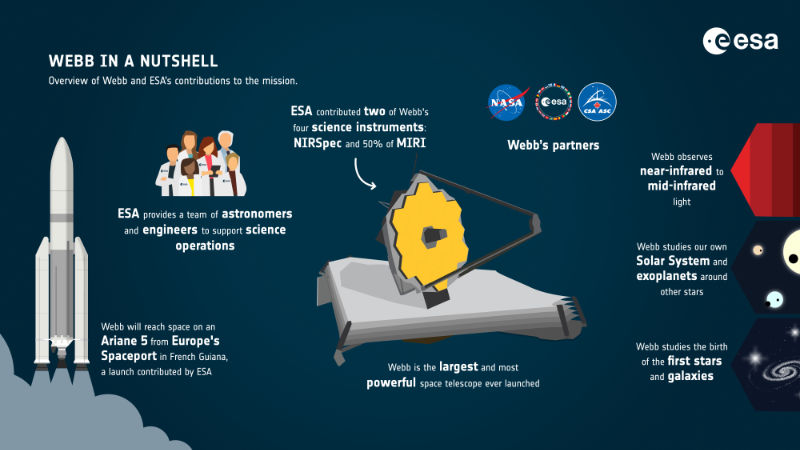 esa
WEBB IN A NUTSHELL
Overview of Webb and ESA's contributions to the mission.
ESA provides a team of astronomers
and engineers to support science
operations
Webb will reach space on an
Ariane 5 from Europe's
Spaceport in French Guiana,
a launch contributed by ESA
ESA contributed two of Webb's
four science instruments:
NIRSpec and 50% of MIRI
Webb is the largest and most
powerful space telescope ever launched
NASA
esa
CSA ASC
Webb's partners
Webb observes
near-infrared to
mid-infrared
light
Webb studies our own
Solar System and
exoplanets around
other stars
Webb studies the birth
of the first stars
and galaxies